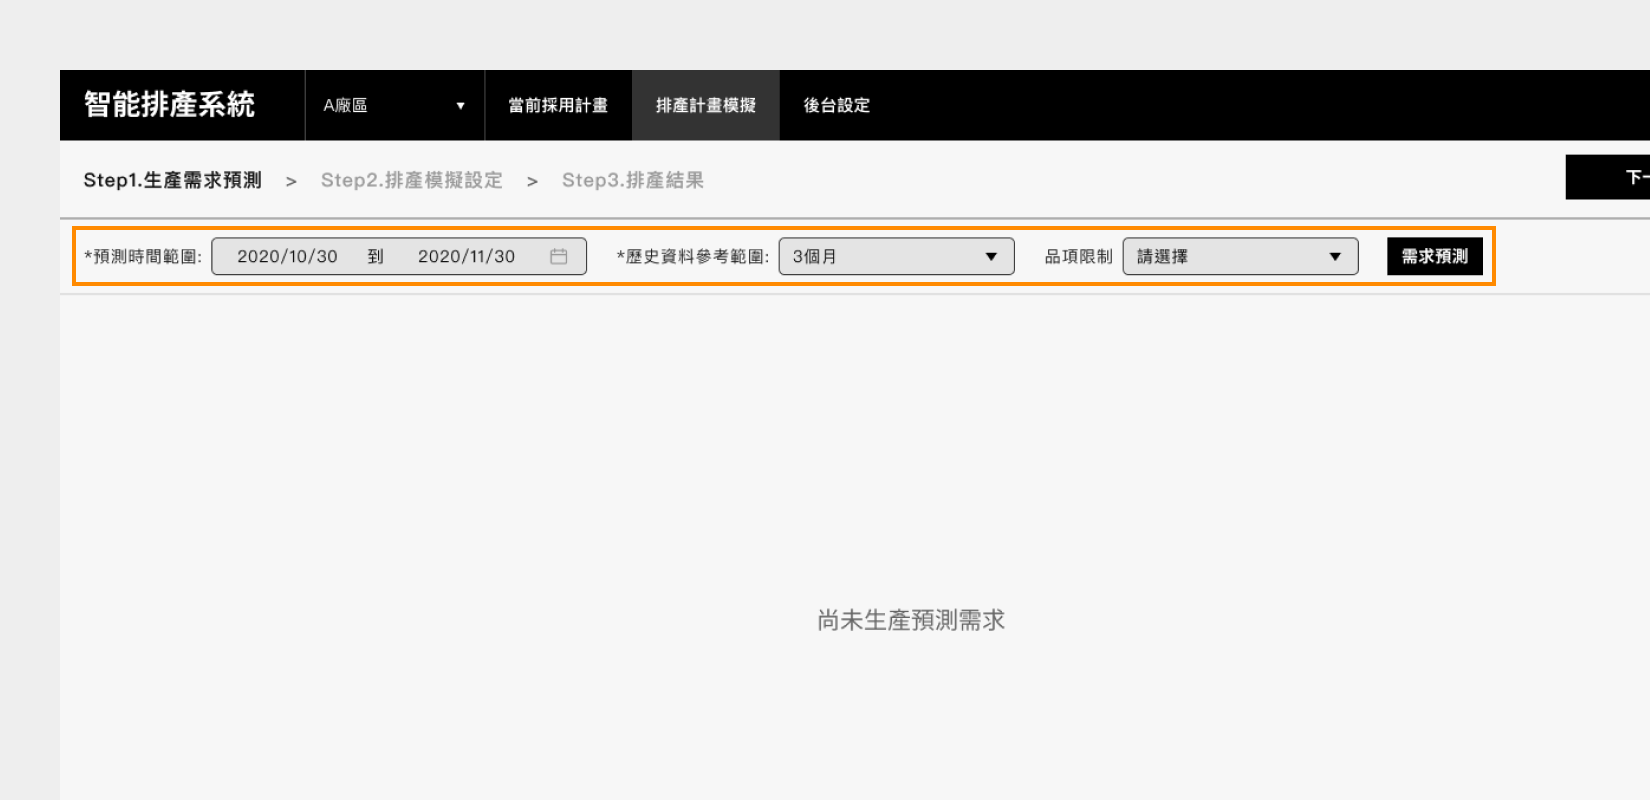 智能排產系統 A廠區 ▼ 當前採用計畫 排產計畫模擬 後台設定
Step1.生產需求預測 > Step2.排產模擬設定 > Step3.排產結果 下一
*預測時間範圍: 2020/10/30 到 2020/11/30 *歷史資料參考範圍: 3個月 ▼ 品項限制 請選擇 ▼ 需求預測
尚未生產預測需求